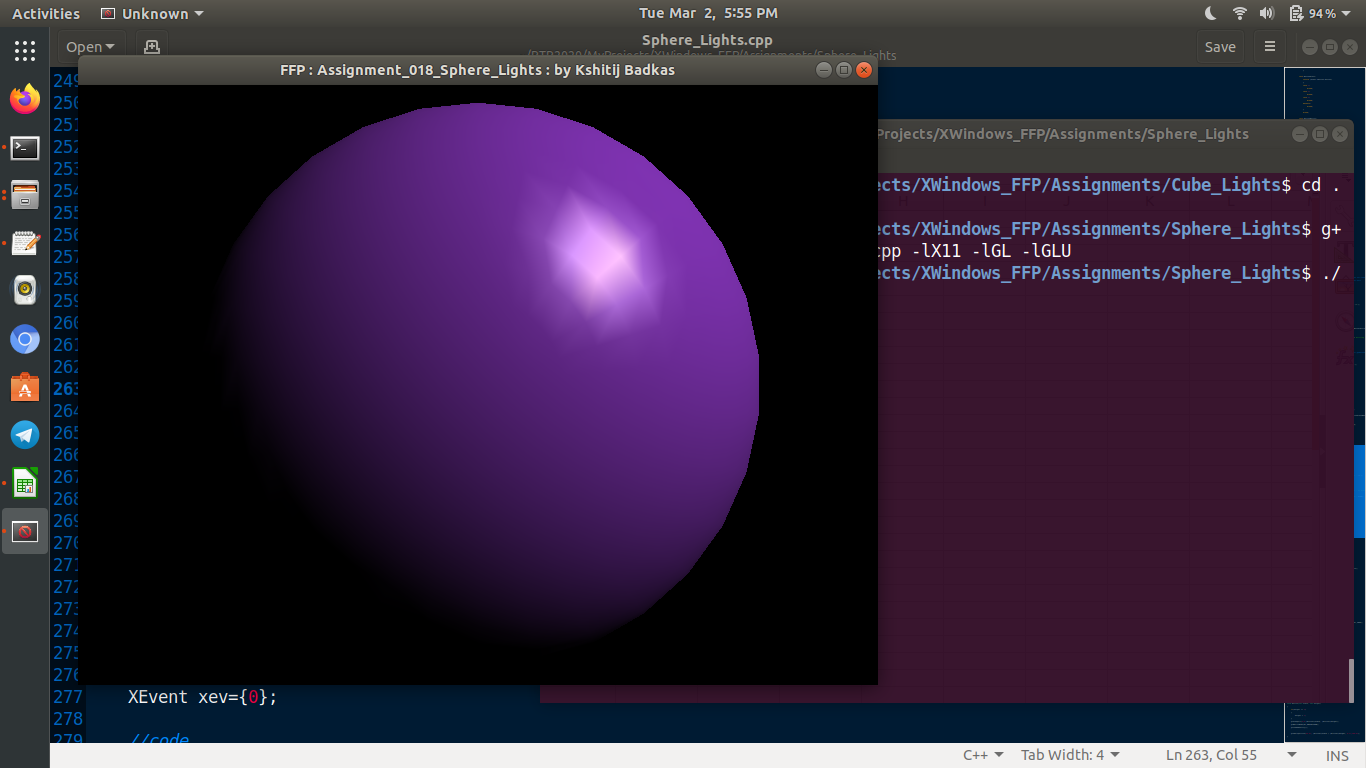 Activities Unknown Tue Mar 2, 5:55 PM 94%
Open Sphere_Lights.cpp Save
/RTP2020/MyProjects/XWindows_FFP/Assignments/Sphere_Lights
FFP : Assignment_018_Sphere_Lights : by Kshitij Badkas
Projects/XWindows_FFP/Assignments/Sphere_Lights
ects/XWindows_FFP/Assignments/Cube_Lights$ cd .
ects/XWindows_FFP/Assignments/Sphere_Lights$ g+
cpp -lX11 -lGL -lGLU
ects/XWindows_FFP/Assignments/Sphere_Lights$ ./
249
250
251
252
253
254
255
256
257
258
259
260
261
262
263
264
265
266
267
268
269
270
271
272
273
274
275
276
277 XEvent xev={0};
278
279 //code
C++ Tab Width: 4 Ln 263, Col 55 INS